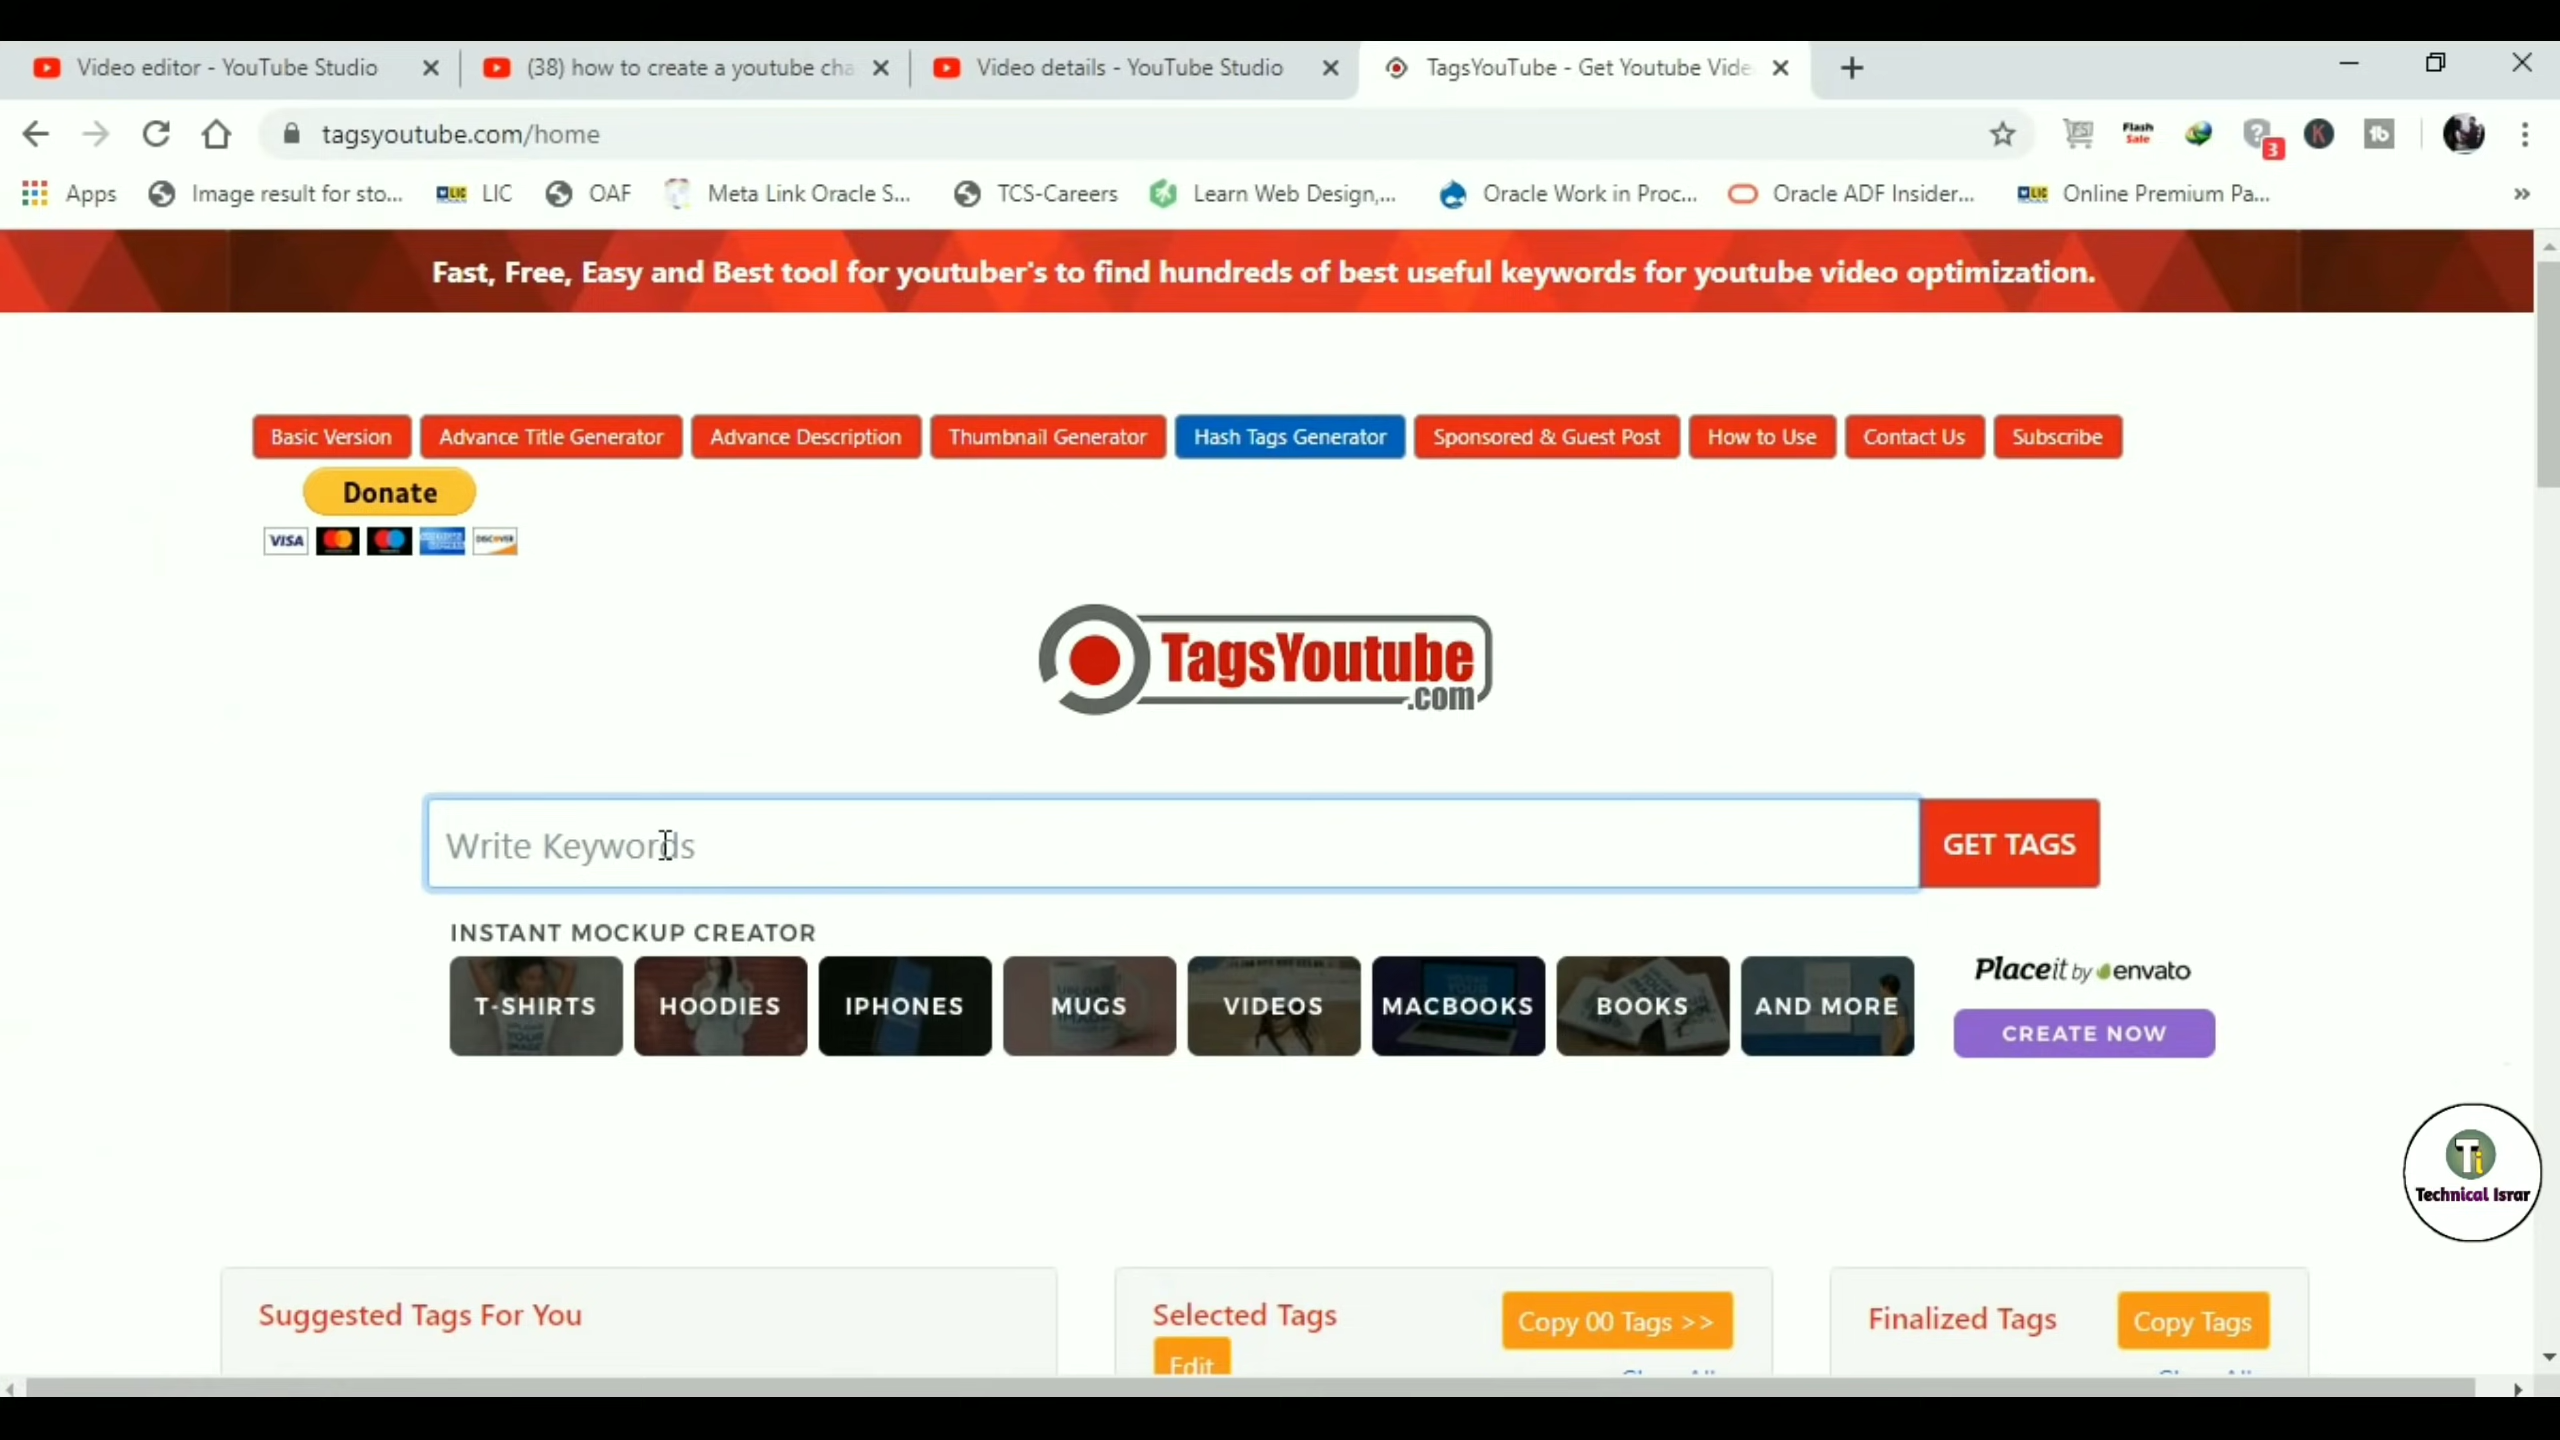 Video editor - YouTube Studio
(38) how to create a youtube cha
Video details - YouTube Studio
TagsYouTube - Get Youtube Vide
tagsyoutube.com/home
Flash Sale
3
K
Apps
Image result for sto...
LIC
OAF
Meta Link Oracle S...
TCS-Careers
Learn Web Design,...
Oracle Work in Proc...
Oracle ADF Insider...
Online Premium Pa...
»
Fast, Free, Easy and Best tool for youtuber's to find hundreds of best useful keywords for youtube video optimization.
Basic Version
Advance Title Generator
Advance Description
Thumbnail Generator
Hash Tags Generator
Sponsored & Guest Post
How to Use
Contact Us
Subscribe
Donate
VISA
DISCOVER
TagsYoutube
.com
Write Keywords
GET TAGS
INSTANT MOCKUP CREATOR
T-SHIRTS
HOODIES
IPHONES
MUGS
VIDEOS
MACBOOKS
BOOKS
AND MORE
Placeit by envato
CREATE NOW
Ti
Technical Israr
Suggested Tags For You
Selected Tags
Copy 00 Tags >>
Edit
Finalized Tags
Copy Tags